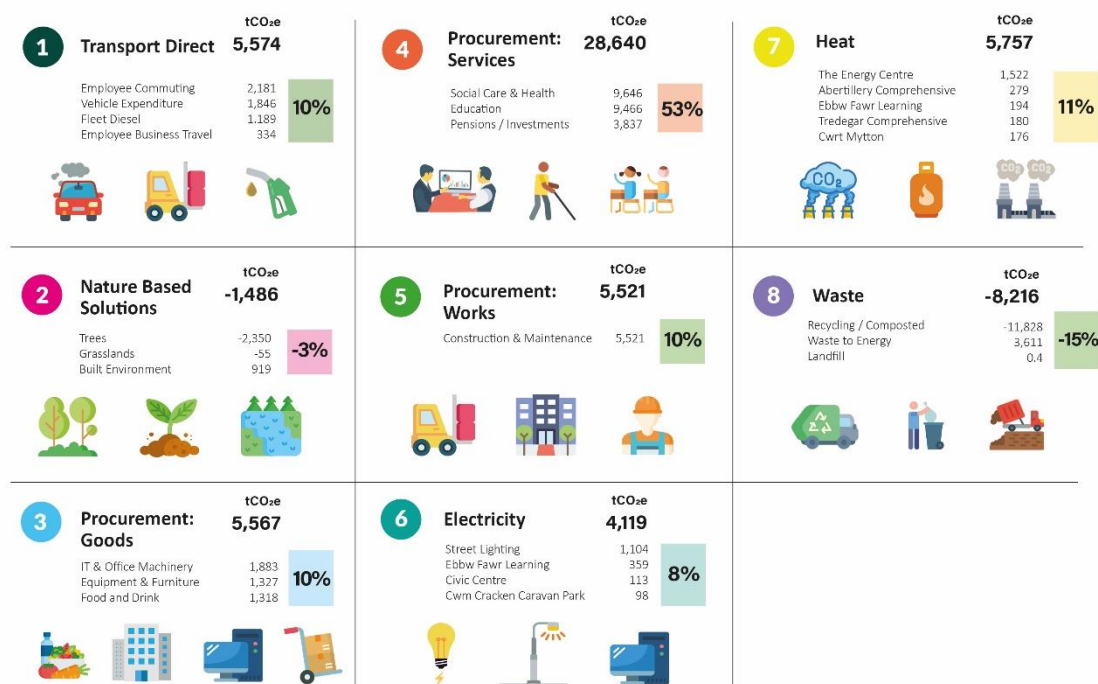 1
Transport Direct
tCO₂e
5,574
Employee Commuting 2,181
Vehicle Expenditure 1,846
Fleet Diesel 1.189
Employee Business Travel 334
10%
4
Procurement:
Services
tCO₂e
28,640
Social Care & Health 9,646
Education 9,466
Pensions / Investments 3,837
53%
7
Heat
tCO₂e
5,757
The Energy Centre 1,522
Abertillery Comprehensive 279
Ebbw Fawr Learning 194
Tredegar Comprehensive 180
Cwrt Mytton 176
11%
CO₂
CO₂ CO₂
2
Nature Based
Solutions
tCO₂e
-1,486
Trees -2,350
Grasslands -55
Built Environment 919
-3%
5
Procurement:
Works
tCO₂e
5,521
Construction & Maintenance 5,521
10%
8
Waste
tCO₂e
-8,216
Recycling / Composted -11,828
Waste to Energy 3,611
Landfill 0.4
-15%
3
Procurement:
Goods
tCO₂e
5,567
IT & Office Machinery 1,883
Equipment & Furniture 1,327
Food and Drink 1,318
10%
6
Electricity
tCO₂e
4,119
Street Lighting 1,104
Ebbw Fawr Learning 359
Civic Centre 113
Cwm Cracken Caravan Park 98
8%